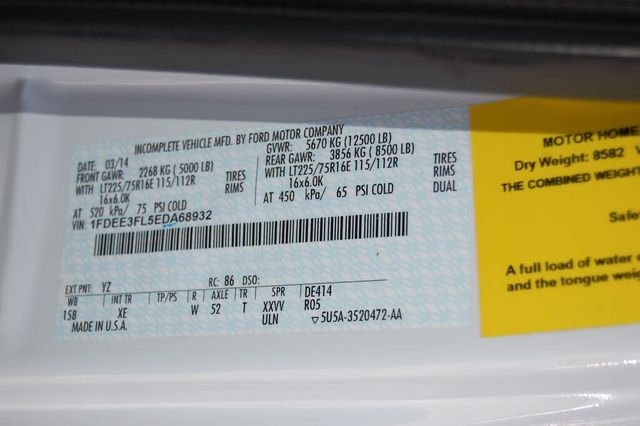 INCOMPLETE VEHICLE MFD. BY FORD MOTOR COMPANY
DATE: 03/14 GVWR: 5670 KG (12500 LB)
FRONT GAWR: 2268 KG ( 5000 LB) REAR GAWR: 3856 KG ( 8500 LB)
WITH LT225/75R16E 115/112R TIRES WITH LT225/75R16E 115/112R TIRES
16x6.0K RIMS 16x6.0K RIMS
AT 520 kPa/ 75 PSI COLD AT 450 kPa/ 65 PSI COLD DUAL
VIN: 1FDEE3FL5EDA68932
EXT PNT: YZ RC: 86 DSO:
WB INT TR TP/PS R AXLE TR SPR DE414
158 XE W 52 T XXVV R05
ULN
MADE IN U.S.A. ▽5U5A-3520472-AA
MOTOR HOME
Dry Weight: 8582
THE COMBINED WEIGHT
Safe
A full load of water
and the tongue weig